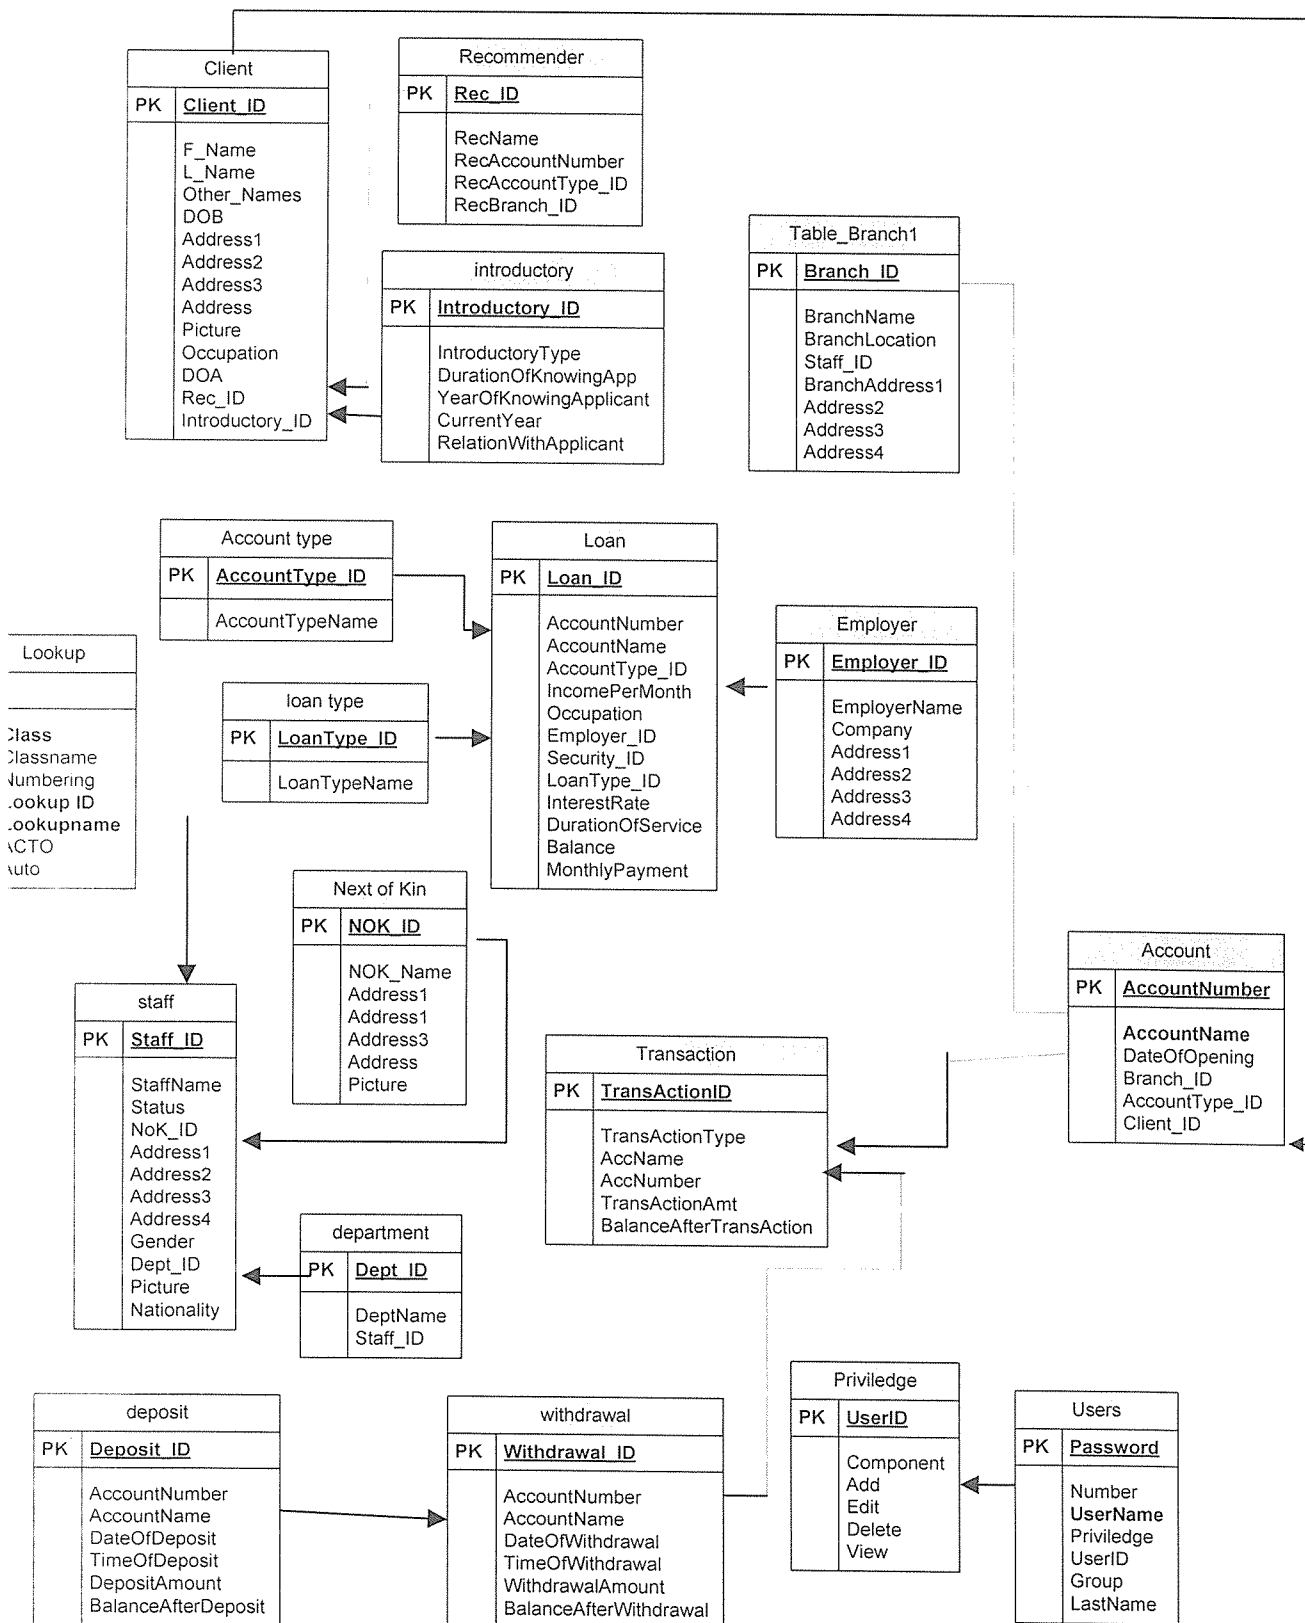 Client
PK Client_ID
F_Name
L_Name
Other_Names
DOB
Address1
Address2
Address3
Address
Picture
Occupation
DOA
Rec_ID
Introductory_ID
Recommender
PK Rec_ID
RecName
RecAccountNumber
RecAccountType_ID
RecBranch_ID
introductory
PK Introductory_ID
IntroductoryType
DurationOfKnowingApp
YearOfKnowingApplicant
CurrentYear
RelationWithApplicant
Table_Branch1
PK Branch_ID
BranchName
BranchLocation
Staff_ID
BranchAddress1
Address2
Address3
Address4
Account type
PK AccountType_ID
AccountTypeName
Loan
PK Loan_ID
AccountNumber
AccountName
AccountType_ID
IncomePerMonth
Occupation
Employer_ID
Security_ID
LoanType_ID
InterestRate
DurationOfService
Balance
MonthlyPayment
Employer
PK Employer_ID
EmployerName
Company
Address1
Address2
Address3
Address4
Lookup
Class
Classname
Numbering
Lookup ID
Lookupname
ACTO
Auto
loan type
PK LoanType_ID
LoanTypeName
Next of Kin
PK NOK_ID
NOK_Name
Address1
Address1
Address3
Address
Picture
staff
PK Staff_ID
StaffName
Status
NoK_ID
Address1
Address2
Address3
Address4
Gender
Dept_ID
Picture
Nationality
Account
PK AccountNumber
AccountName
DateOfOpening
Branch_ID
AccountType_ID
Client_ID
Transaction
PK TransActionID
TransActionType
AccName
AccNumber
TransActionAmt
BalanceAfterTransAction
department
PK Dept_ID
DeptName
Staff_ID
deposit
PK Deposit_ID
AccountNumber
AccountName
DateOfDeposit
TimeOfDeposit
DepositAmount
BalanceAfterDeposit
withdrawal
PK Withdrawal_ID
AccountNumber
AccountName
DateOfWithdrawal
TimeOfWithdrawal
WithdrawalAmount
BalanceAfterWithdrawal
Priviledge
PK UserID
Component
Add
Edit
Delete
View
Users
PK Password
Number
UserName
Priviledge
UserID
Group
LastName